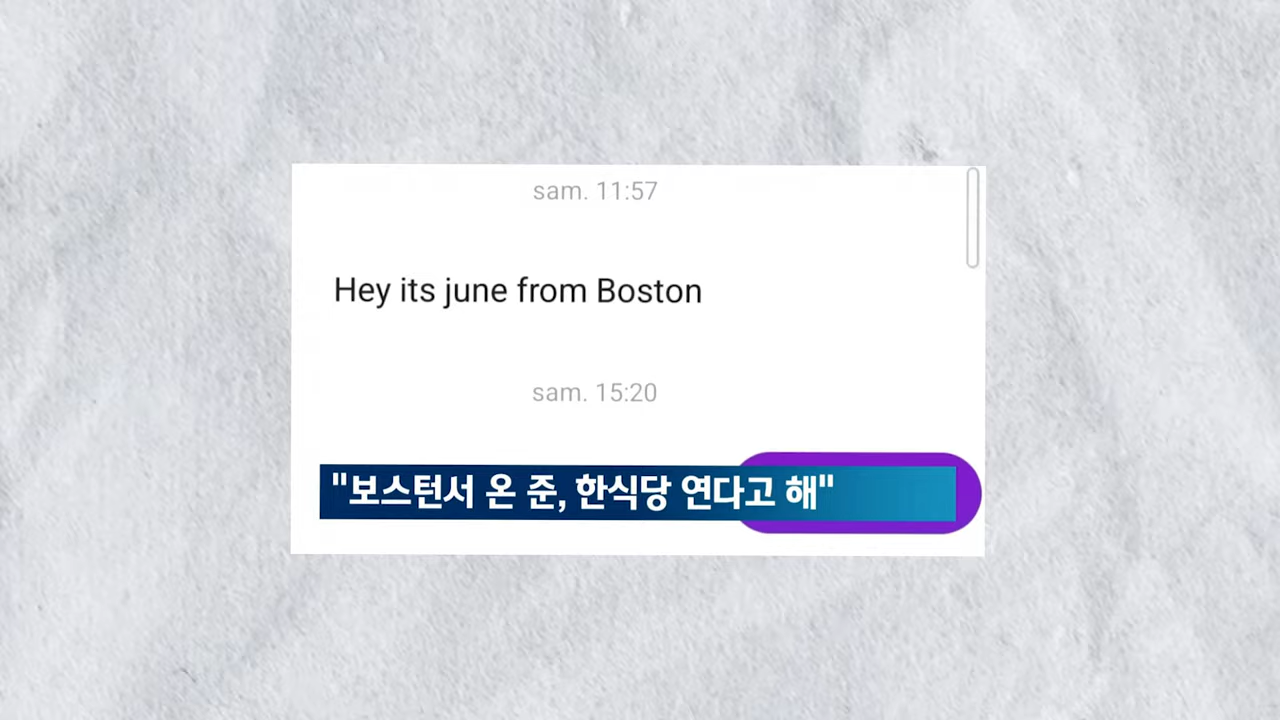 sam. 11:57
Hey its june from Boston
sam. 15:20
"보스턴서 온 준, 한식당 연다고 해"